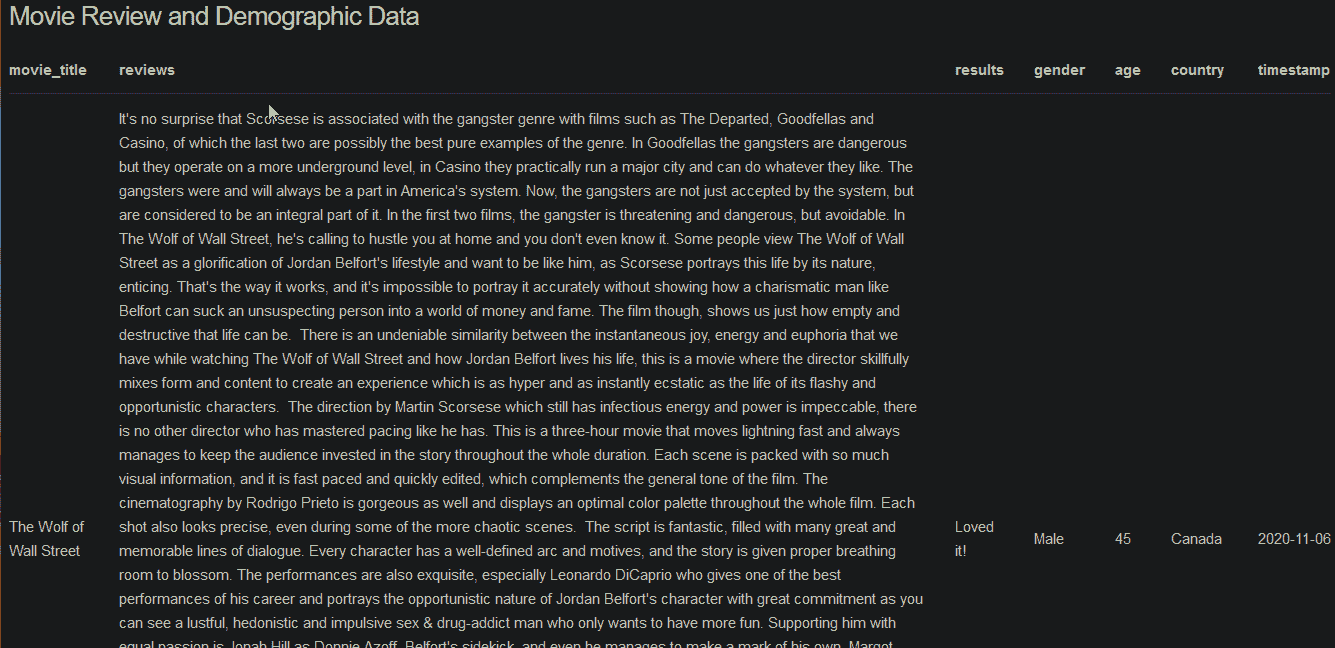 Movie Review and Demographic Data
movie_title reviews results gender age country timestamp
It's no surprise that Scorsese is associated with the gangster genre with films such as The Departed, Goodfellas and
Casino, of which the last two are possibly the best pure examples of the genre. In Goodfellas the gangsters are dangerous
but they operate on a more underground level, in Casino they practically run a major city and can do whatever they like. The
gangsters were and will always be a part in America's system. Now, the gangsters are not just accepted by the system, but
are considered to be an integral part of it. In the first two films, the gangster is threatening and dangerous, but avoidable. In
The Wolf of Wall Street, he's calling to hustle you at home and you don't even know it. Some people view The Wolf of Wall
Street as a glorification of Jordan Belfort's lifestyle and want to be like him, as Scorsese portrays this life by its nature,
enticing. That's the way it works, and it's impossible to portray it accurately without showing how a charismatic man like
Belfort can suck an unsuspecting person into a world of money and fame. The film though, shows us just how empty and
destructive that life can be.  There is an undeniable similarity between the instantaneous joy, energy and euphoria that we
have while watching The Wolf of Wall Street and how Jordan Belfort lives his life, this is a movie where the director skillfully
mixes form and content to create an experience which is as hyper and as instantly ecstatic as the life of its flashy and
opportunistic characters.  The direction by Martin Scorsese which still has infectious energy and power is impeccable, there
is no other director who has mastered pacing like he has. This is a three-hour movie that moves lightning fast and always
manages to keep the audience invested in the story throughout the whole duration. Each scene is packed with so much
visual information, and it is fast paced and quickly edited, which complements the general tone of the film. The
cinematography by Rodrigo Prieto is gorgeous as well and displays an optimal color palette throughout the whole film. Each
shot also looks precise, even during some of the more chaotic scenes.  The script is fantastic, filled with many great and
memorable lines of dialogue. Every character has a well-defined arc and motives, and the story is given proper breathing
room to blossom. The performances are also exquisite, especially Leonardo DiCaprio who gives one of the best
performances of his career and portrays the opportunistic nature of Jordan Belfort's character with great commitment as you
can see a lustful, hedonistic and impulsive sex & drug-addict man who only wants to have more fun. Supporting him with
equal passion is Jonah Hill as Donnie Azoff, Belfort's sidekick, and even he manages to make a mark of his own. Margot
The Wolf of
Wall Street
Loved
it!
Male
45
Canada
2020-11-06